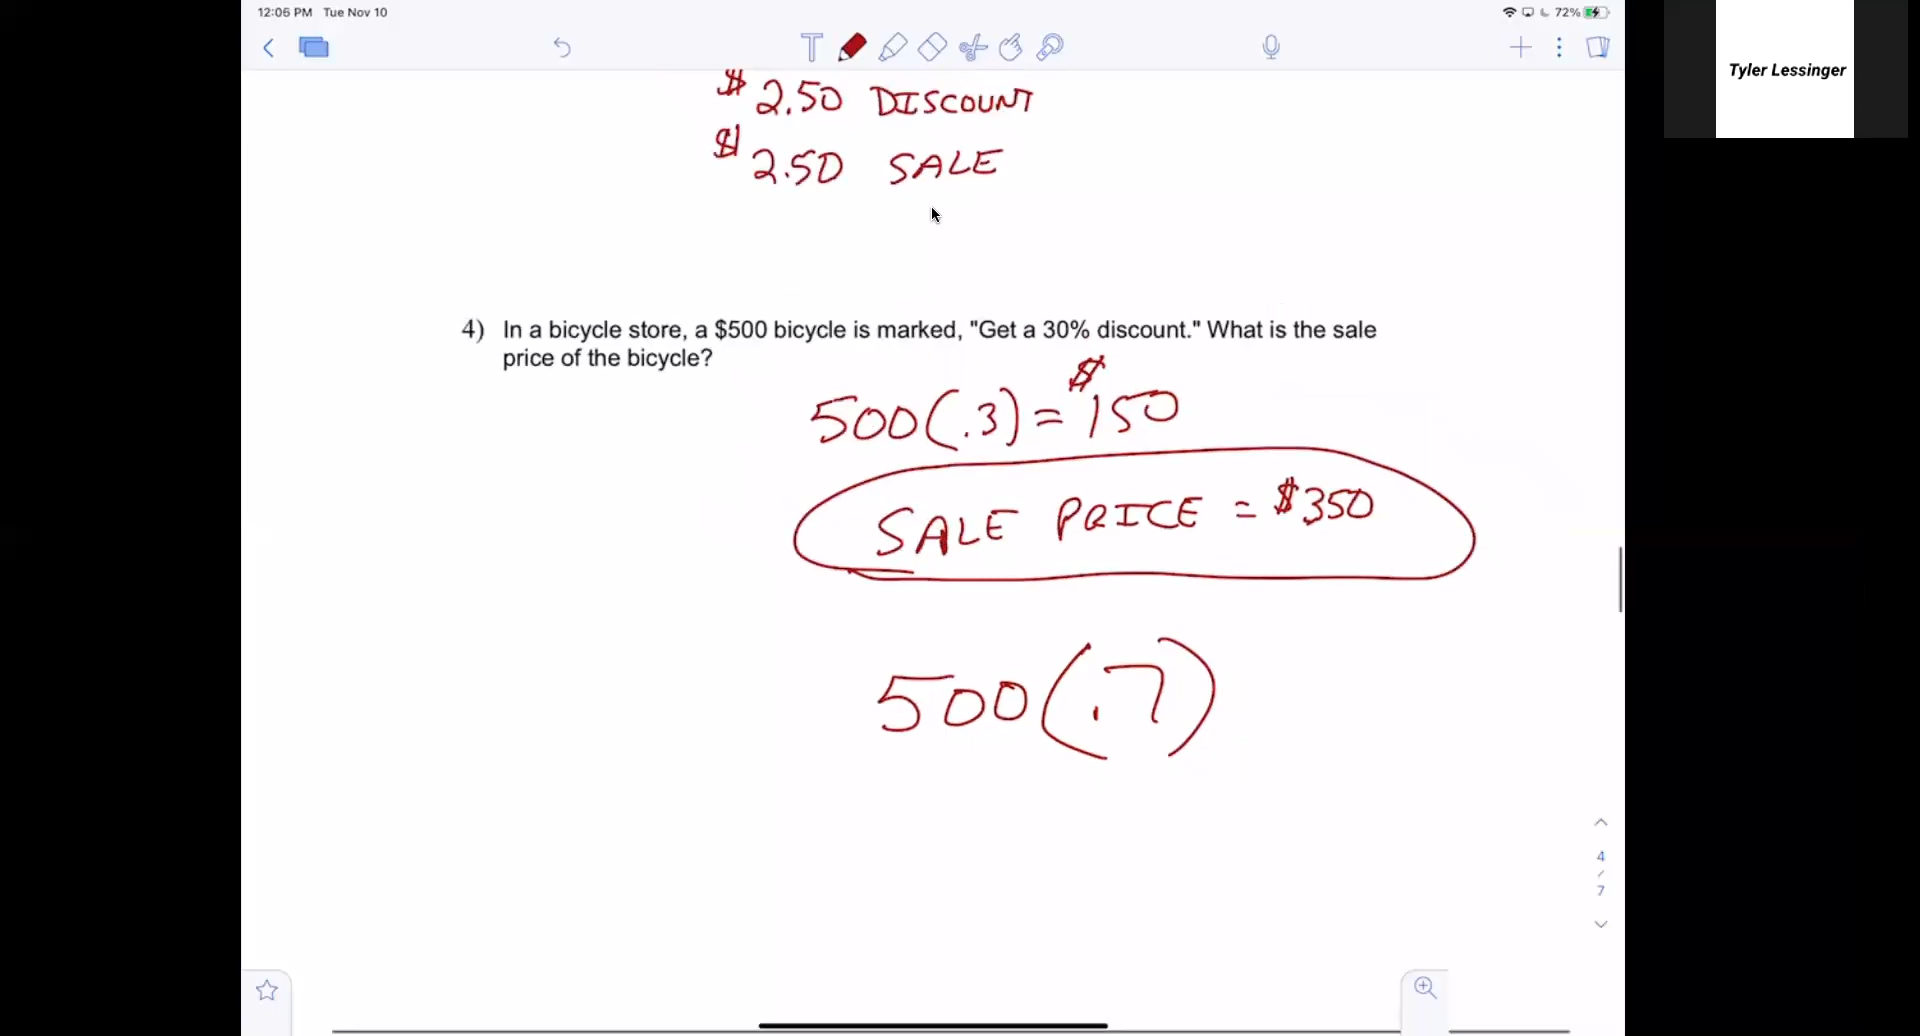 12:06 PM Tue Nov 10
72%
Tyler Lessinger
$2.50 DISCOUNT
$2.50 SALE
4) In a bicycle store, a $500 bicycle is marked, "Get a 30% discount." What is the sale
price of the bicycle?
500(.3) = $150
SALE PRICE = $350
500(.7)
4
/
7